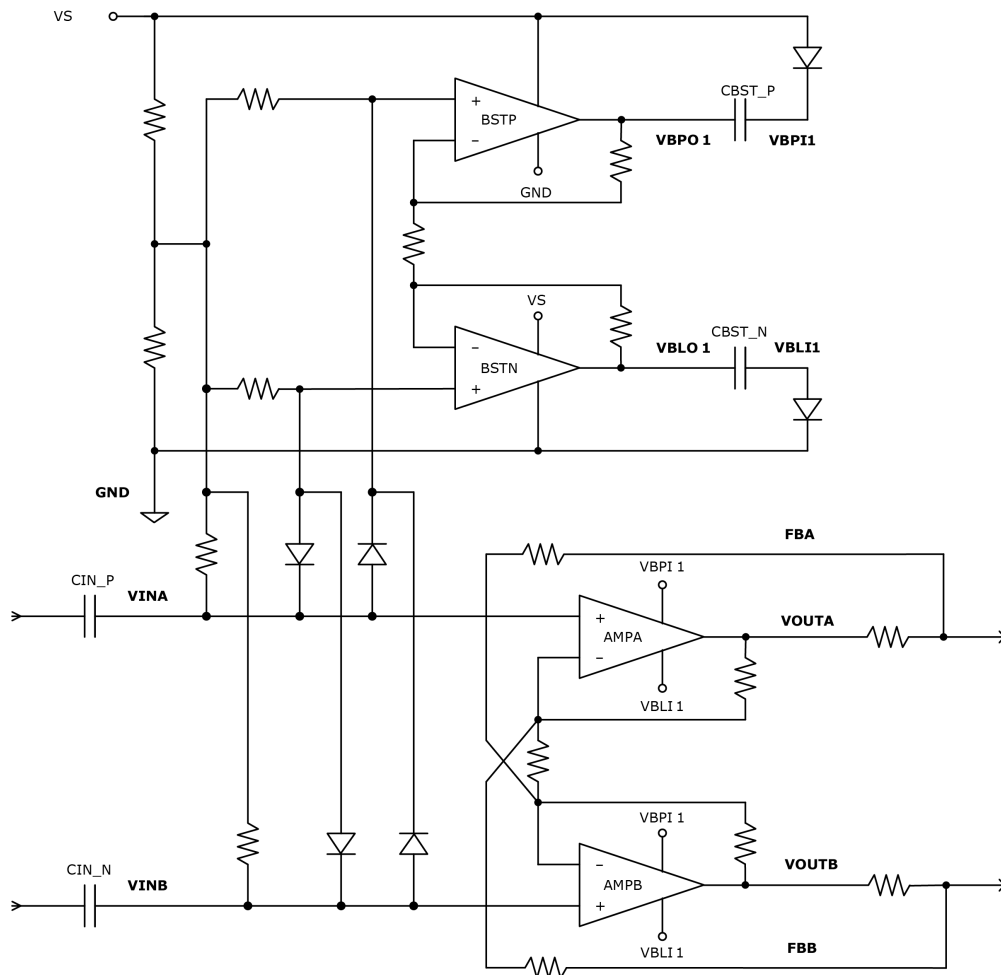 VS
CBST_P
+
BSTP
VBPO 1
VBPI1
−
GND
VS
CBST_N
−
VBLO 1
VBLI1
BSTN
+
GND
FBA
VBPI 1
CIN_P
VINA
+
VOUTA
AMPA
−
VBLI 1
VBPI 1
CIN_N
−
VOUTB
VINB
AMPB
+
VBLI 1
FBB